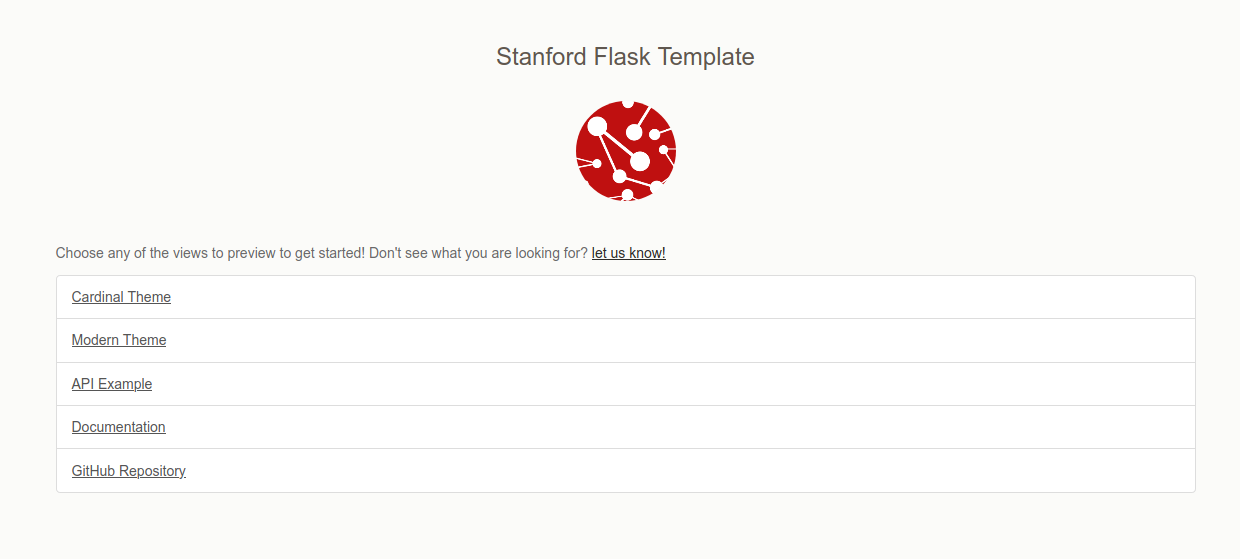 Stanford Flask Template
Choose any of the views to preview to get started! Don't see what you are looking for? let us know!
Cardinal Theme
Modern Theme
API Example
Documentation
GitHub Repository